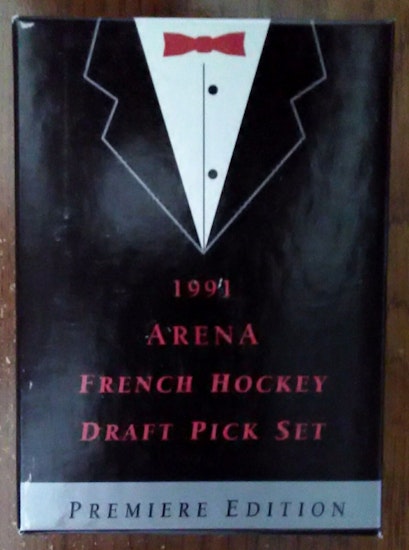 1991
ARENA
FRENCH HOCKEY
DRAFT PICK SET
PREMIERE EDITION